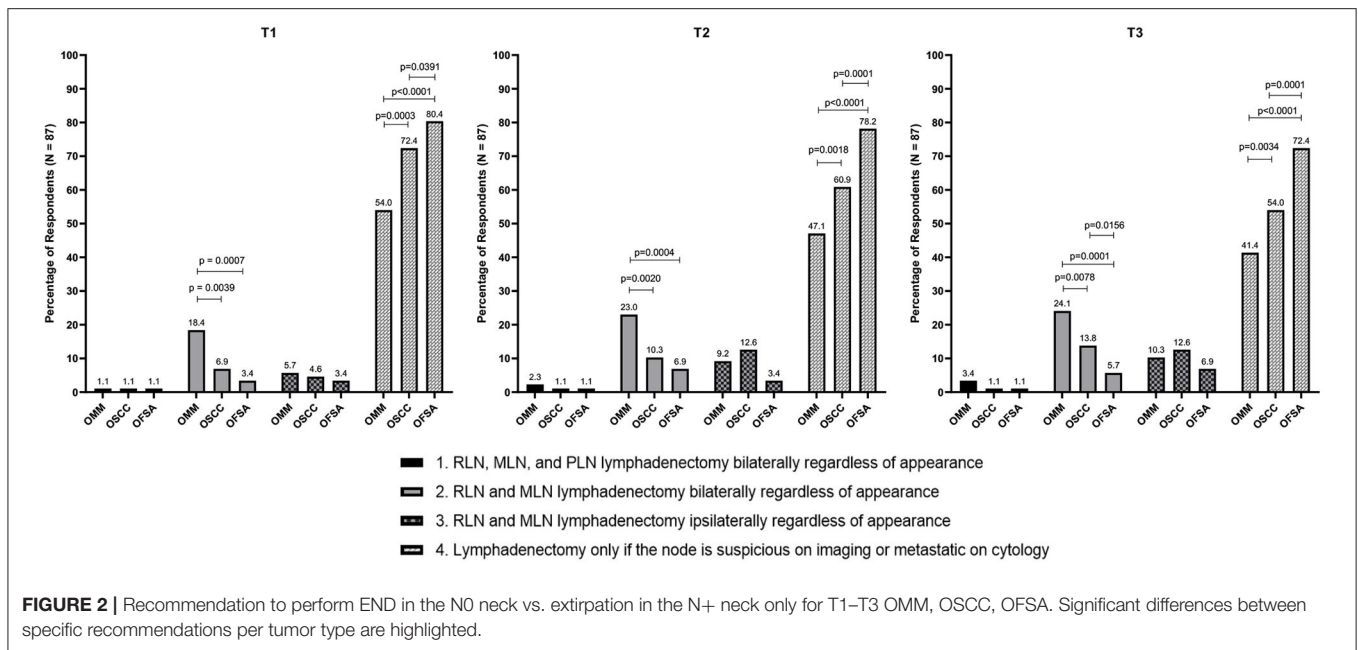 T1
Percentage of Respondents (N = 87)
100
90
80
70
60
50
40
30
20
10
0
1.1
1.1
1.1
p = 0.0007
p = 0.0039
18.4
6.9
3.4
5.7
4.6
3.4
p=0.0391
p<0.0001
p=0.0003
54.0
72.4
80.4
OMM
OSCC
OFSA
OMM
OSCC
OFSA
OMM
OSCC
OFSA
OMM
OSCC
OFSA
T2
Percentage of Respondents (N = 87)
100
90
80
70
60
50
40
30
20
10
0
2.3
1.1
1.1
p=0.0004
p=0.0020
23.0
10.3
6.9
9.2
12.6
3.4
p=0.0001
p<0.0001
p=0.0018
47.1
60.9
78.2
OMM
OSCC
OFSA
OMM
OSCC
OFSA
OMM
OSCC
OFSA
OMM
OSCC
OFSA
T3
Percentage of Respondents (N = 87)
100
90
80
70
60
50
40
30
20
10
0
3.4
1.1
1.1
p=0.0156
p=0.0001
p=0.0078
24.1
13.8
5.7
10.3
12.6
6.9
p=0.0001
p<0.0001
p=0.0034
41.4
54.0
72.4
OMM
OSCC
OFSA
OMM
OSCC
OFSA
OMM
OSCC
OFSA
OMM
OSCC
OFSA
1. RLN, MLN, and PLN lymphadenectomy bilaterally regardless of appearance
2. RLN and MLN lymphadenectomy bilaterally regardless of appearance
3. RLN and MLN lymphadenectomy ipsilaterally regardless of appearance
4. Lymphadenectomy only if the node is suspicious on imaging or metastatic on cytology
FIGURE 2 | Recommendation to perform END in the N0 neck vs. extirpation in the N+ neck only for T1–T3 OMM, OSCC, OFSA. Significant differences between
specific recommendations per tumor type are highlighted.